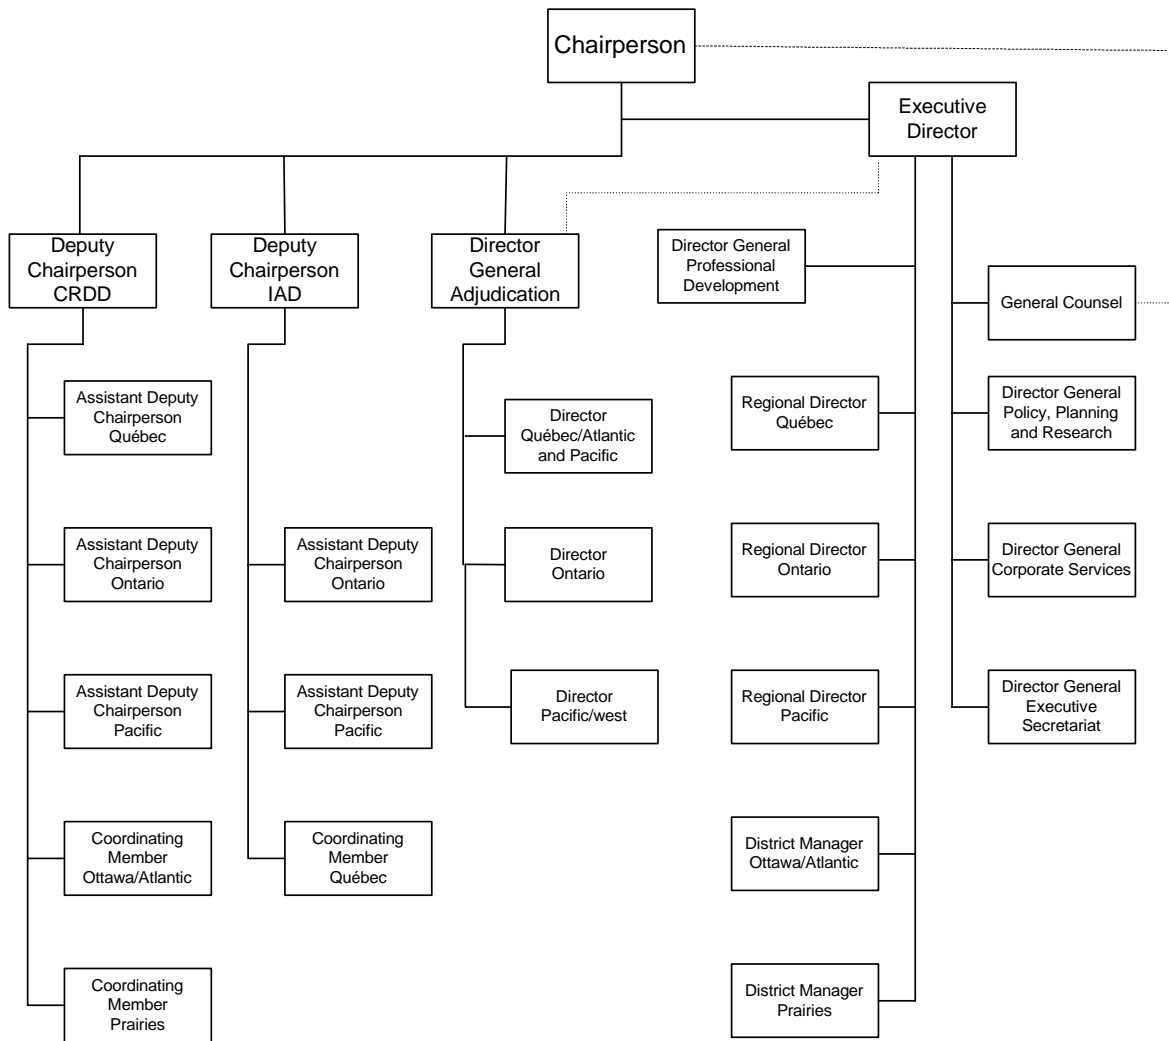 Chairperson
Executive
Director
Deputy
Chairperson
CRDD
Deputy
Chairperson
IAD
Director
General
Adjudication
Director General
Professional
Development
General Counsel
Assistant Deputy
Chairperson
Québec
Director
Québec/Atlantic
and Pacific
Regional Director
Québec
Director General
Policy, Planning
and Research
Assistant Deputy
Chairperson
Ontario
Assistant Deputy
Chairperson
Ontario
Director
Ontario
Regional Director
Ontario
Director General
Corporate Services
Assistant Deputy
Chairperson
Pacific
Assistant Deputy
Chairperson
Pacific
Director
Pacific/west
Regional Director
Pacific
Director General
Executive
Secretariat
Coordinating
Member
Ottawa/Atlantic
Coordinating
Member
Québec
District Manager
Ottawa/Atlantic
Coordinating
Member
Prairies
District Manager
Prairies